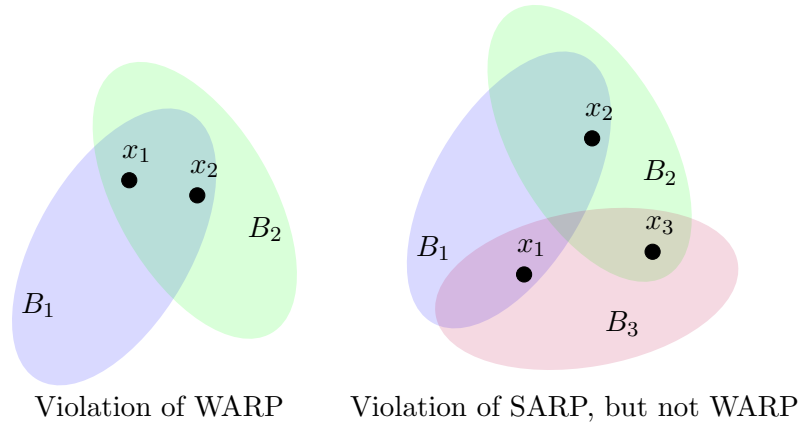 x₁
x₂
B₂
B₁
Violation of WARP
x₂
B₂
x₃
B₁
x₁
B₃
Violation of SARP, but not WARP